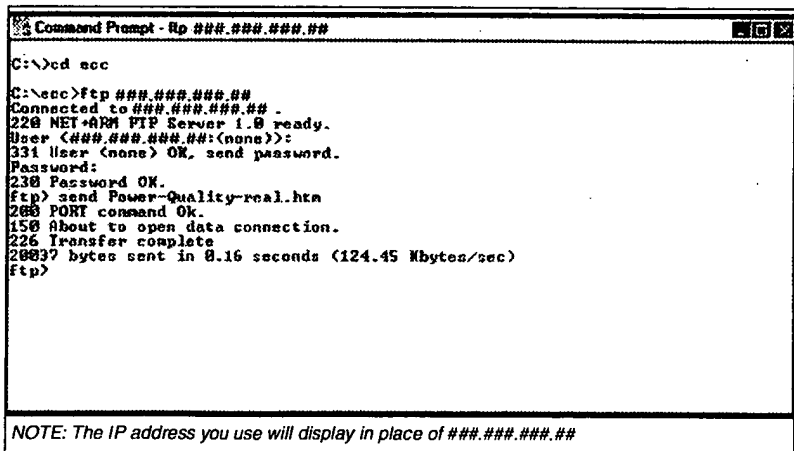 Command Prompt - ftp ###.###.###.##
C:\>cd ecc
C:\ecc>ftp ###.###.###.##
Connected to ###.###.###.## .
220 NET+ARM FTP Server 1.0 ready.
User (###.###.###.##:(none)):
331 User (none) OK, send password.
Password:
230 Password OK.
ftp> send Power-Quality-real.htm
200 PORT command Ok.
150 About to open data connection.
226 Transfer complete
20037 bytes sent in 0.16 seconds (124.45 Kbytes/sec)
ftp>
NOTE: The IP address you use will display in place of ###.###.###.##